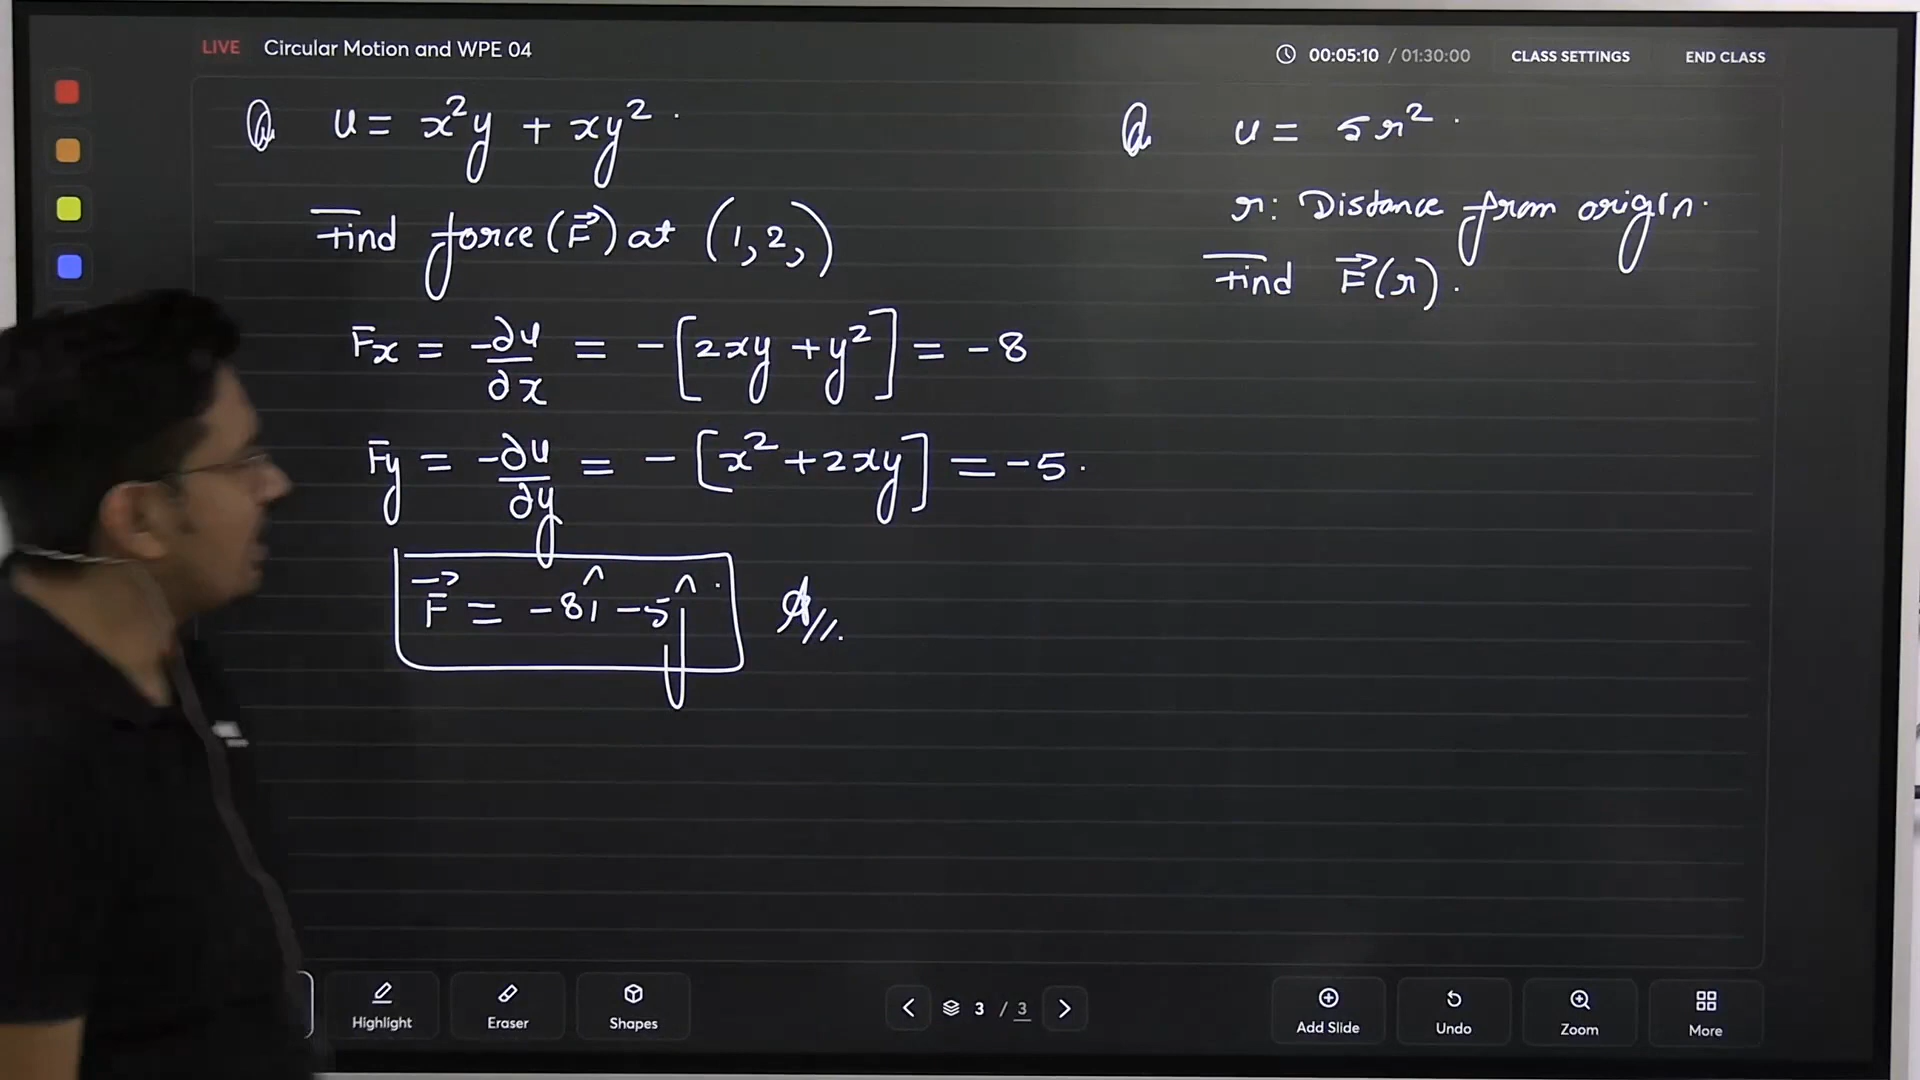 LIVE Circular Motion and WPE 04
00:05:10 / 01:30:00 CLASS SETTINGS END CLASS
Q u = x²y + xy² ·
Find force (F⃗) at (1, 2,)
Fx = -∂u/∂x = - [2xy + y²] = - 8
Fy = -∂u/∂y = - [x² + 2xy] = - 5 ·
F⃗ = - 8î - 5ĵ ·
Q u = 5r² ·
r: Distance from origin ·
Find F⃗(r) ·
Highlight
Eraser
Shapes
3 / 3
Add Slide
Undo
Zoom
More